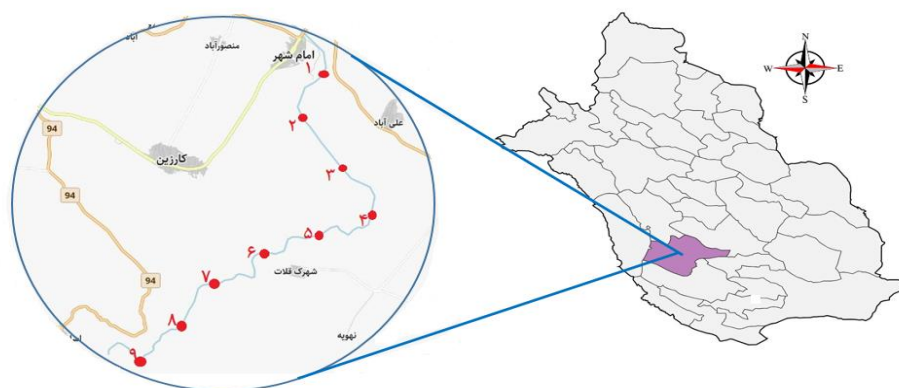 آباد
منصورآباد
امام شهر
۱
علی آباد
۲
94
کارزین
۳
94
۴
۵
۶
شهرک قلات
94
۷
۸
نهویه
۹
N
W
E
S